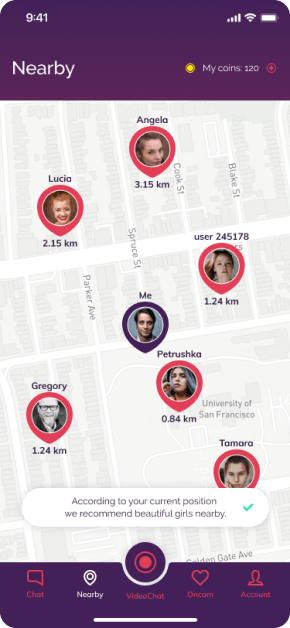 9:41
Nearby
My coins: 120
Angela
3.15 km
Cook St
Blake St
Lucia
2.15 km
Spruce St
user 245178
1.24 km
Parker Ave
Me
Petrushka
0.84 km
University of
San Francisco
Gregory
1.24 km
Tamara
According to your current position
we recommend beautiful girls nearby.
Golden Gate Ave
Chat
Nearby
VideoChat
Oncam
Account